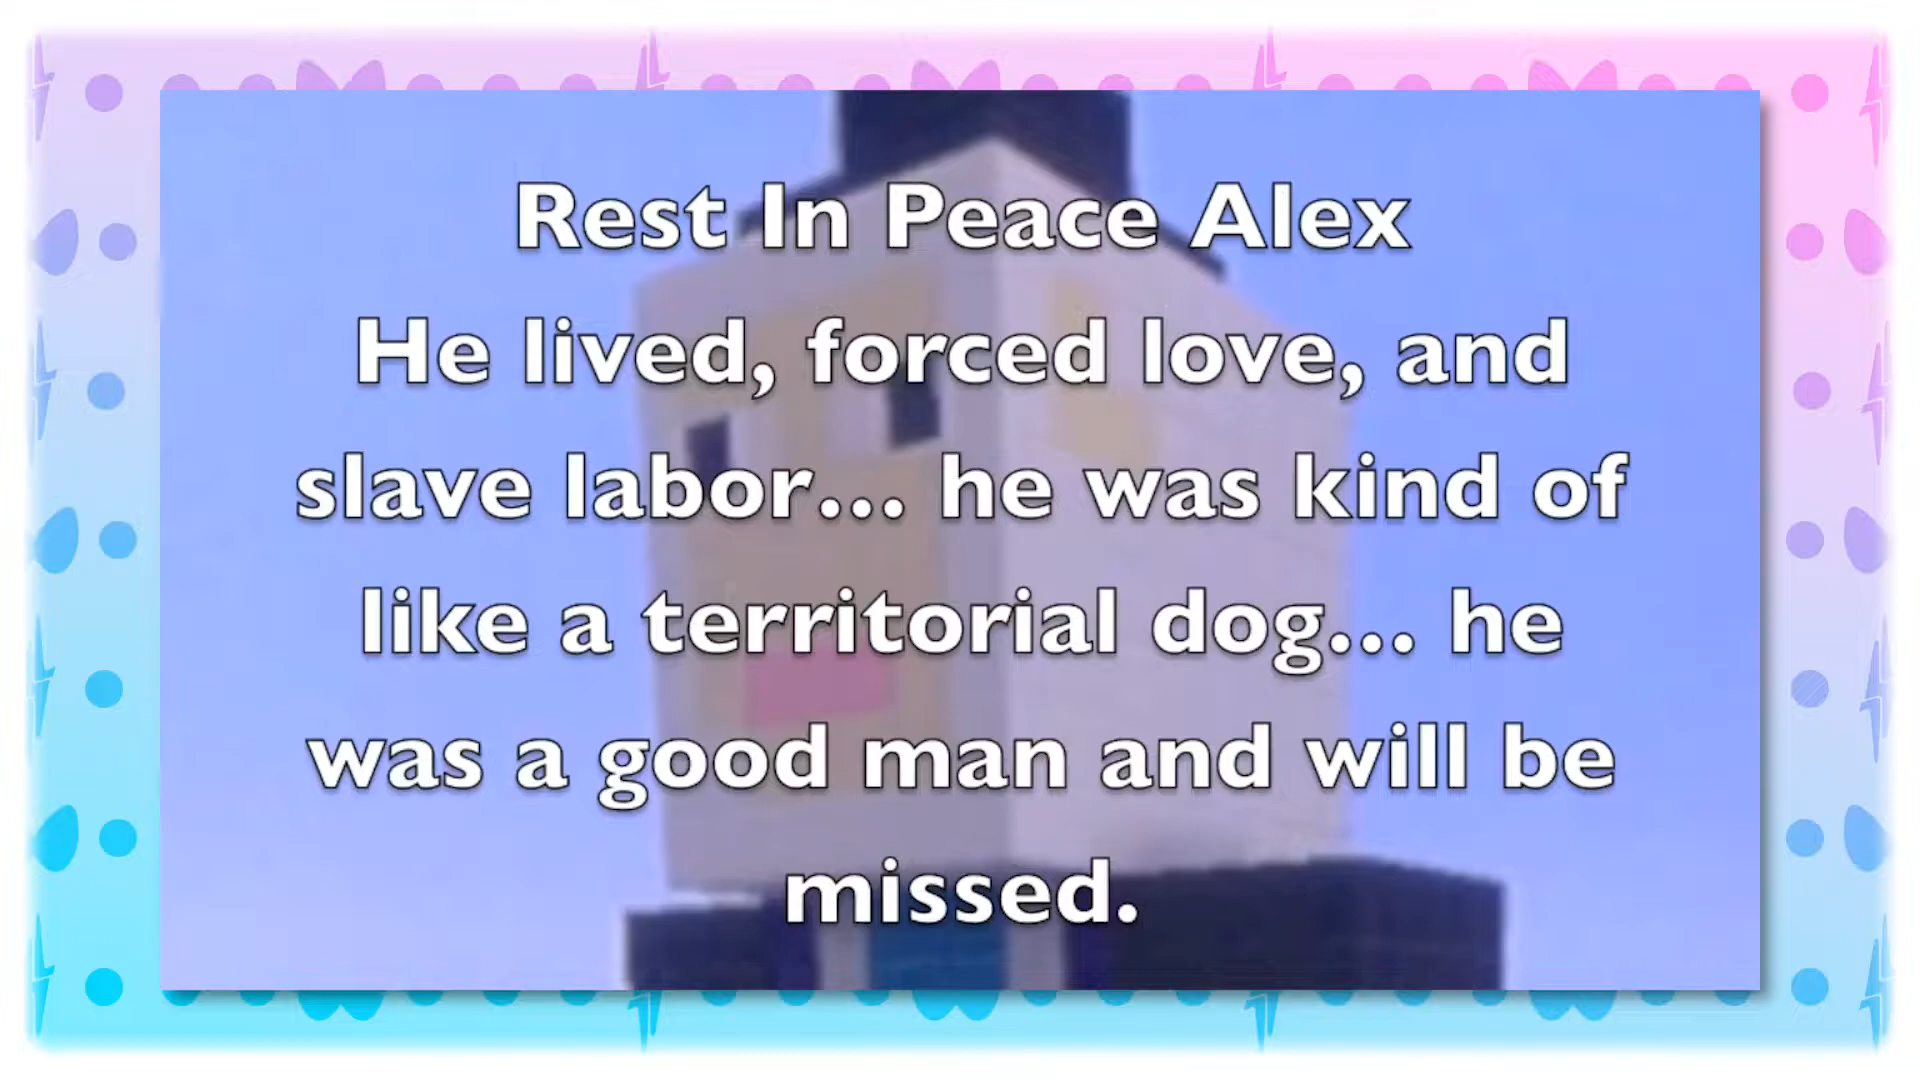 Rest In Peace Alex
He lived, forced love, and
slave labor... he was kind of
like a territorial dog... he
was a good man and will be
missed.